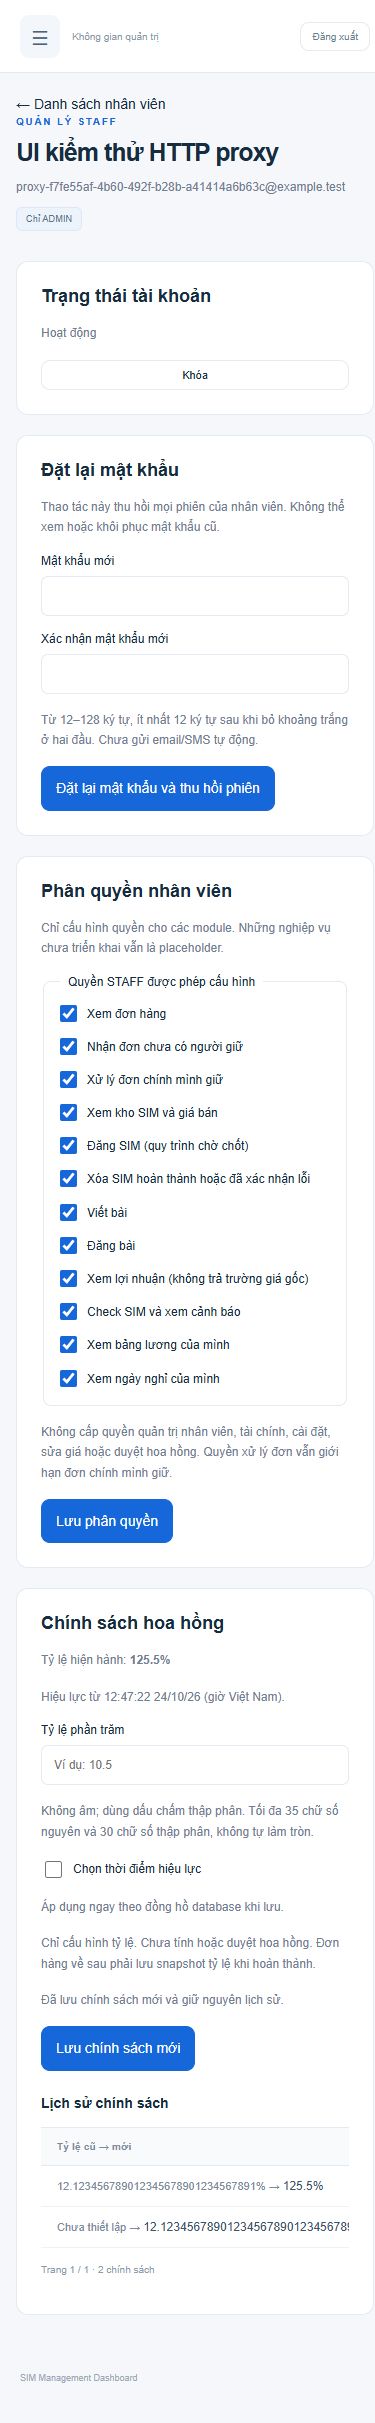 Không gian quản trị
Đăng xuất
← Danh sách nhân viên
QUẢN LÝ STAFF
UI kiểm thử HTTP proxy
proxy-f7fe55af-4b60-492f-b28b-a41414a6b63c@example.test
Chỉ ADMIN
Trạng thái tài khoản
Hoạt động
Khóa
Đặt lại mật khẩu
Thao tác này thu hồi mọi phiên của nhân viên. Không thể
xem hoặc khôi phục mật khẩu cũ.
Mật khẩu mới
Xác nhận mật khẩu mới
Từ 12–128 ký tự, ít nhất 12 ký tự sau khi bỏ khoảng trắng
ở hai đầu. Chưa gửi email/SMS tự động.
Đặt lại mật khẩu và thu hồi phiên
Phân quyền nhân viên
Chỉ cấu hình quyền cho các module. Những nghiệp vụ
chưa triển khai vẫn là placeholder.
Quyền STAFF được phép cấu hình
Xem đơn hàng
Nhận đơn chưa có người giữ
Xử lý đơn chính mình giữ
Xem kho SIM và giá bán
Đăng SIM (quy trình chờ chốt)
Xóa SIM hoàn thành hoặc đã xác nhận lỗi
Viết bài
Đăng bài
Xem lợi nhuận (không trả trường giá gốc)
Check SIM và xem cảnh báo
Xem bảng lương của mình
Xem ngày nghỉ của mình
Không cấp quyền quản trị nhân viên, tài chính, cài đặt,
sửa giá hoặc duyệt hoa hồng. Quyền xử lý đơn vẫn giới
hạn đơn chính mình giữ.
Lưu phân quyền
Chính sách hoa hồng
Tỷ lệ hiện hành: 125.5%
Hiệu lực từ 12:47:22 24/10/26 (giờ Việt Nam).
Tỷ lệ phần trăm
Ví dụ: 10.5
Không âm; dùng dấu chấm thập phân. Tối đa 35 chữ số
nguyên và 30 chữ số thập phân, không tự làm tròn.
Chọn thời điểm hiệu lực
Áp dụng ngay theo đồng hồ database khi lưu.
Chỉ cấu hình tỷ lệ. Chưa tính hoặc duyệt hoa hồng. Đơn
hàng về sau phải lưu snapshot tỷ lệ khi hoàn thành.
Đã lưu chính sách mới và giữ nguyên lịch sử.
Lưu chính sách mới
Lịch sử chính sách
Tỷ lệ cũ → mới
12.123456789012345678901234567891% → 125.5%
Chưa thiết lập → 12.1234567890123456789012345678
Trang 1 / 1 · 2 chính sách
SIM Management Dashboard